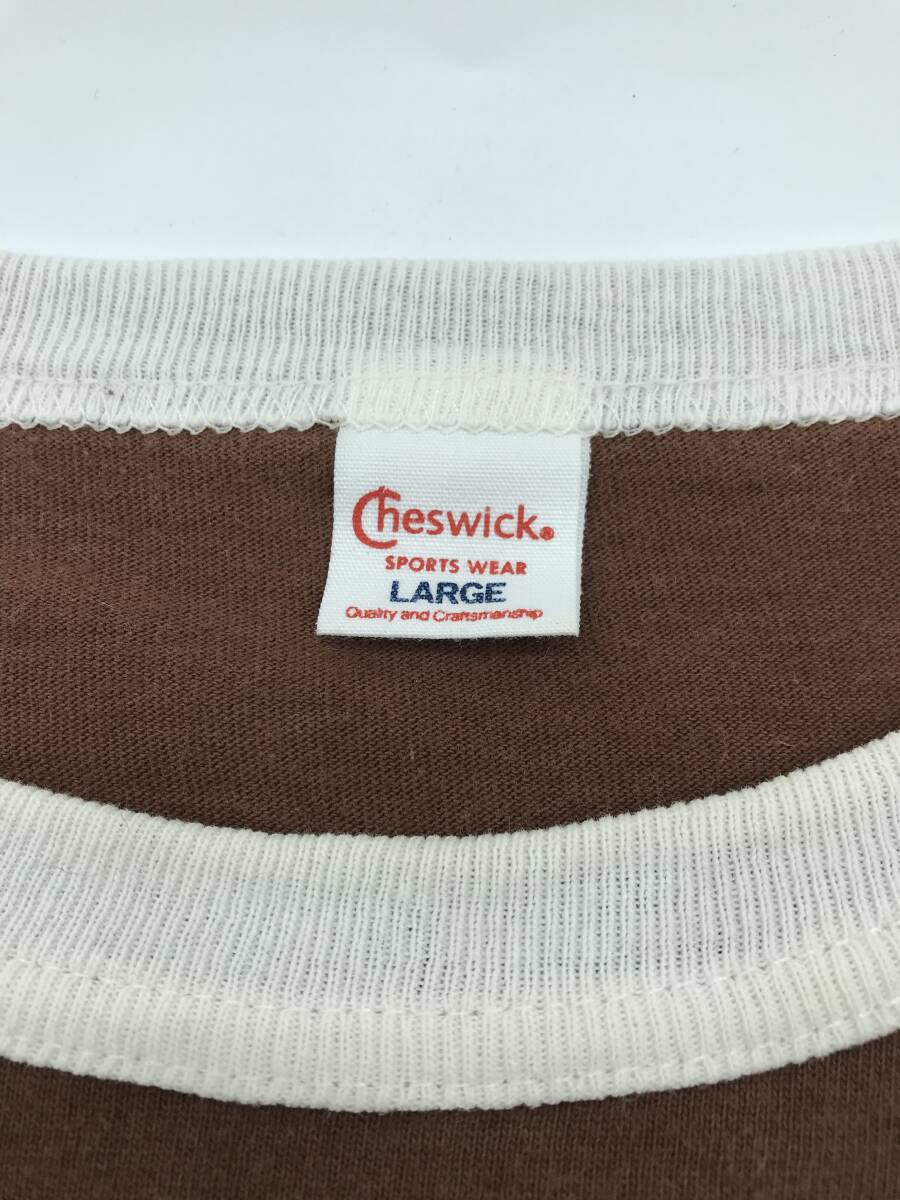 Cheswick®
SPORTS WEAR
LARGE
Quality and Craftsmanship